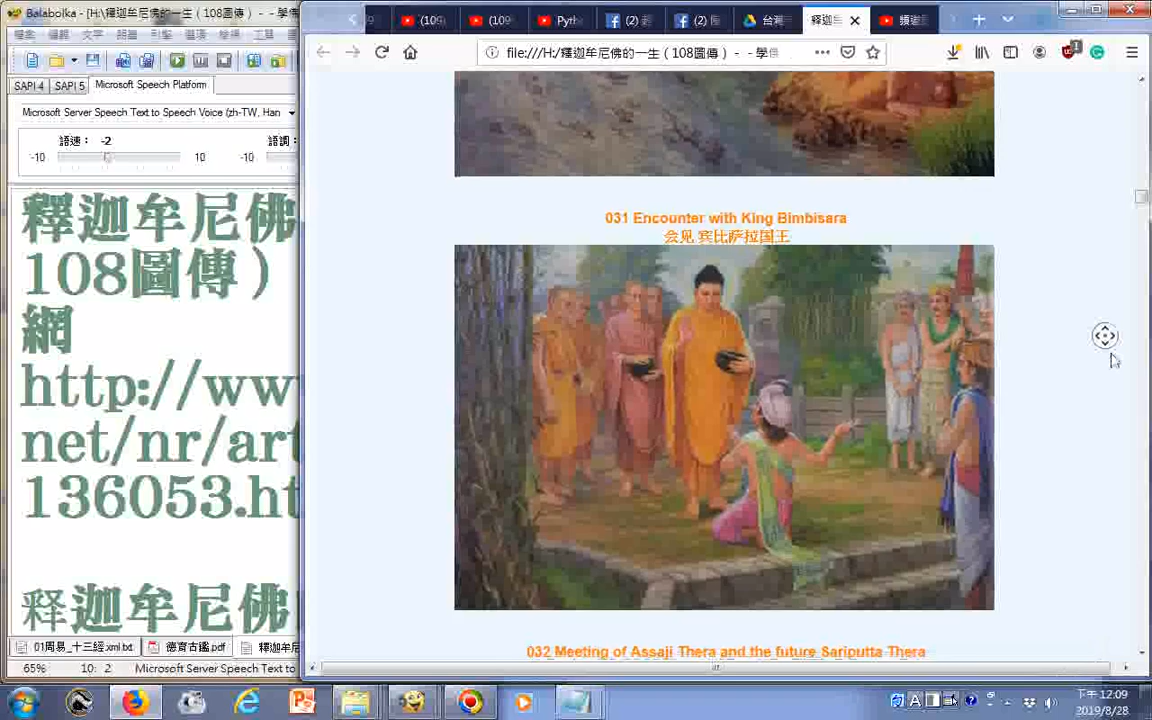 Balabolka - [H:\釋迦牟尼佛的一生（108圖傳）- - 學佛
SAPI 4
SAPI 5
Microsoft Speech Platform
Microsoft Server Speech Text to Speech Voice (zh-TW, Han
語速： -2
語調：
-10
10
-10
釋迦牟尼佛
108圖傳）
網
http://ww
net/nr/art
136053.ht
释迦牟尼佛
01周易_十三經.xml.txt
德育古鑑.pdf
釋迦牟尼
65%
10: 2
Microsoft Server Speech Text to
(109
(109
Pyth
(2)
(2)
台灣
釋迦牟
file:///H:/釋迦牟尼佛的一生（108圖傳）- - 學佛
031 Encounter with King Bimbisara
会见 宾比萨拉国王
032 Meeting of Assaji Thera and the future Sariputta Thera
下午 12:09
2019/8/28